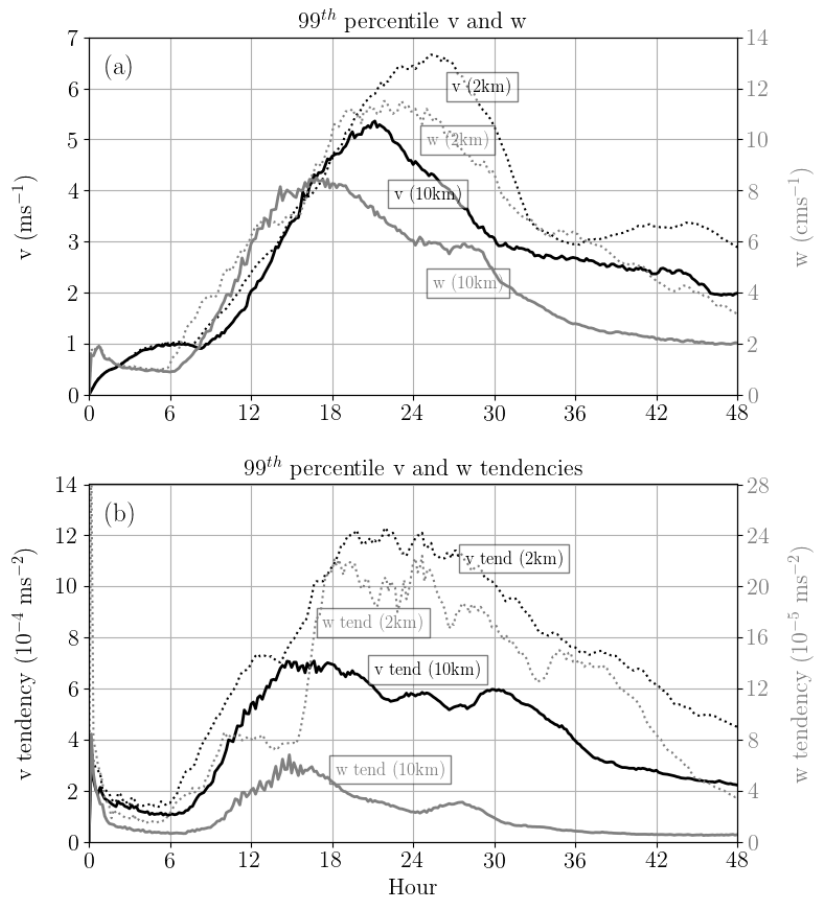 99th percentile v and w
(a)
v (2km)
w (2km)
v (10km)
w (10km)
v (ms−1)
w (cms−1)
0 1 2 3 4 5 6 7
0 2 4 6 8 10 12 14
0 6 12 18 24 30 36 42 48
99th percentile v and w tendencies
(b)
v tend (2km)
w tend (2km)
v tend (10km)
w tend (10km)
v tendency (10−4 ms−2)
w tendency (10−5 ms−2)
0 2 4 6 8 10 12 14
0 4 8 12 16 20 24 28
0 6 12 18 24 30 36 42 48
Hour